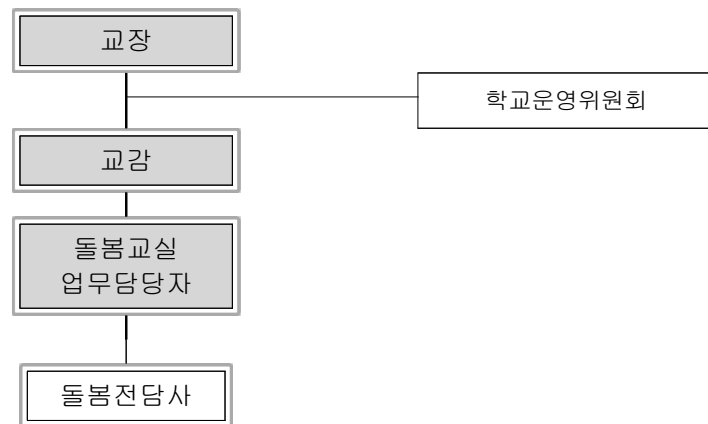 교장
학교운영위원회
교감
돌봄교실
업무담당자
돌봄전담사